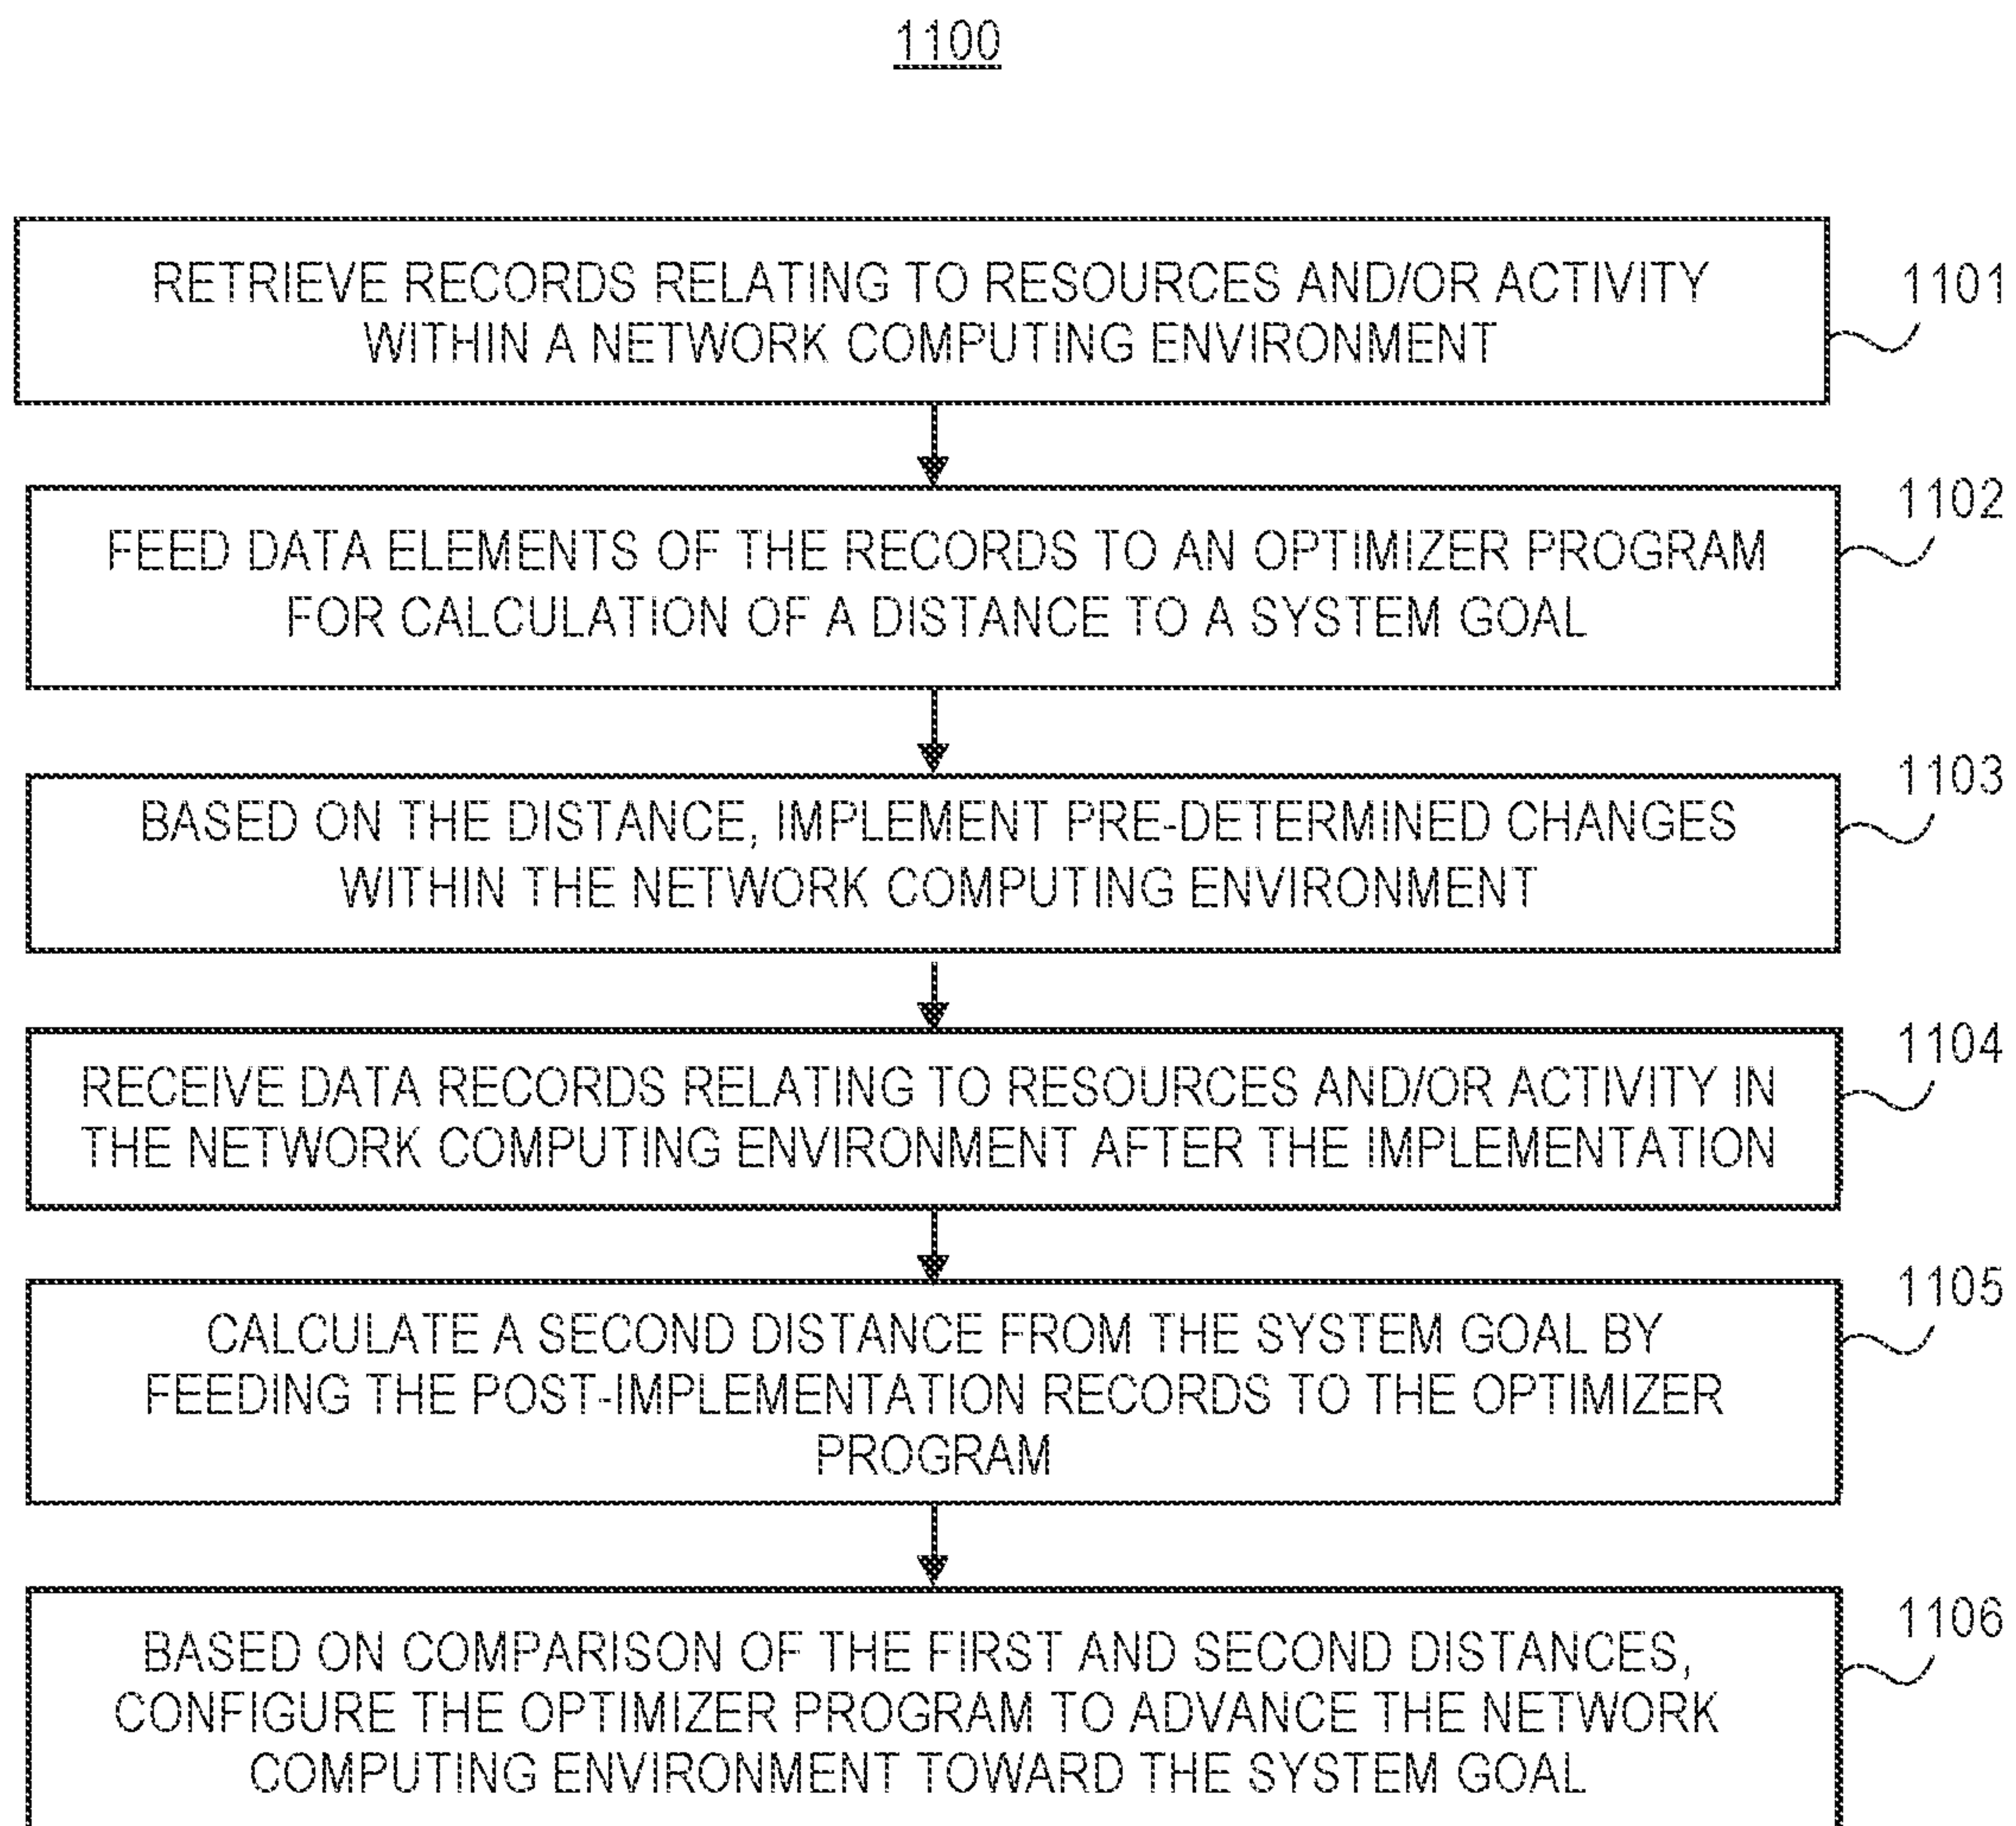 1100
RETRIEVE RECORDS RELATING TO RESOURCES AND/OR ACTIVITY
WITHIN A NETWORK COMPUTING ENVIRONMENT
1101
FEED DATA ELEMENTS OF THE RECORDS TO AN OPTIMIZER PROGRAM
FOR CALCULATION OF A DISTANCE TO A SYSTEM GOAL
1102
BASED ON THE DISTANCE, IMPLEMENT PRE-DETERMINED CHANGES
WITHIN THE NETWORK COMPUTING ENVIRONMENT
1103
RECEIVE DATA RECORDS RELATING TO RESOURCES AND/OR ACTIVITY IN
THE NETWORK COMPUTING ENVIRONMENT AFTER THE IMPLEMENTATION
1104
CALCULATE A SECOND DISTANCE FROM THE SYSTEM GOAL BY
FEEDING THE POST-IMPLEMENTATION RECORDS TO THE OPTIMIZER
PROGRAM
1105
BASED ON COMPARISON OF THE FIRST AND SECOND DISTANCES,
CONFIGURE THE OPTIMIZER PROGRAM TO ADVANCE THE NETWORK
COMPUTING ENVIRONMENT TOWARD THE SYSTEM GOAL
1106